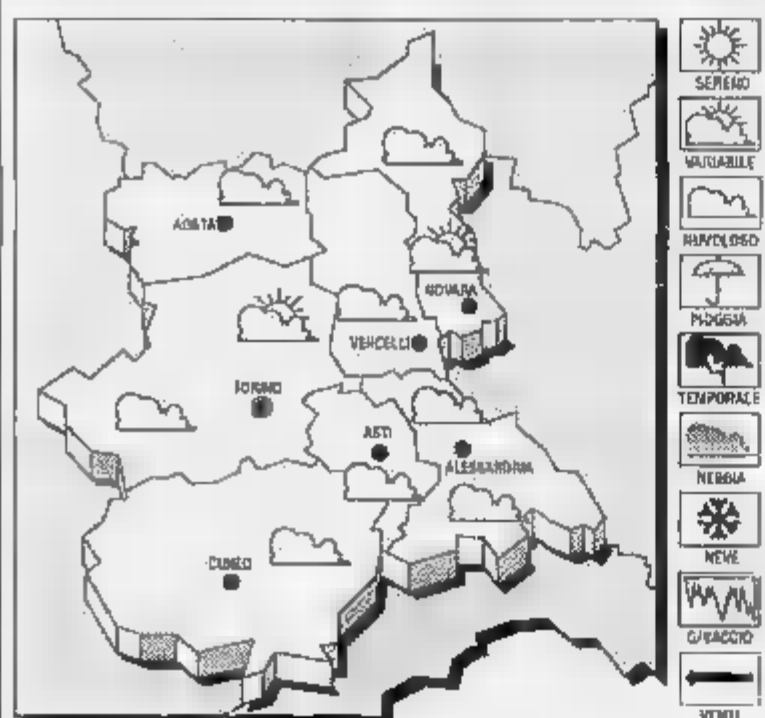 SERENO
VARIABILE
AOSTA
NUVOLOSO
NOVARA
PIOGGIA
VERCELLI
TORINO
TEMPORALE
ASTI
ALESSANDRIA
NEBBIA
NEVE
CUNEO
GHIACCIO
VENTI